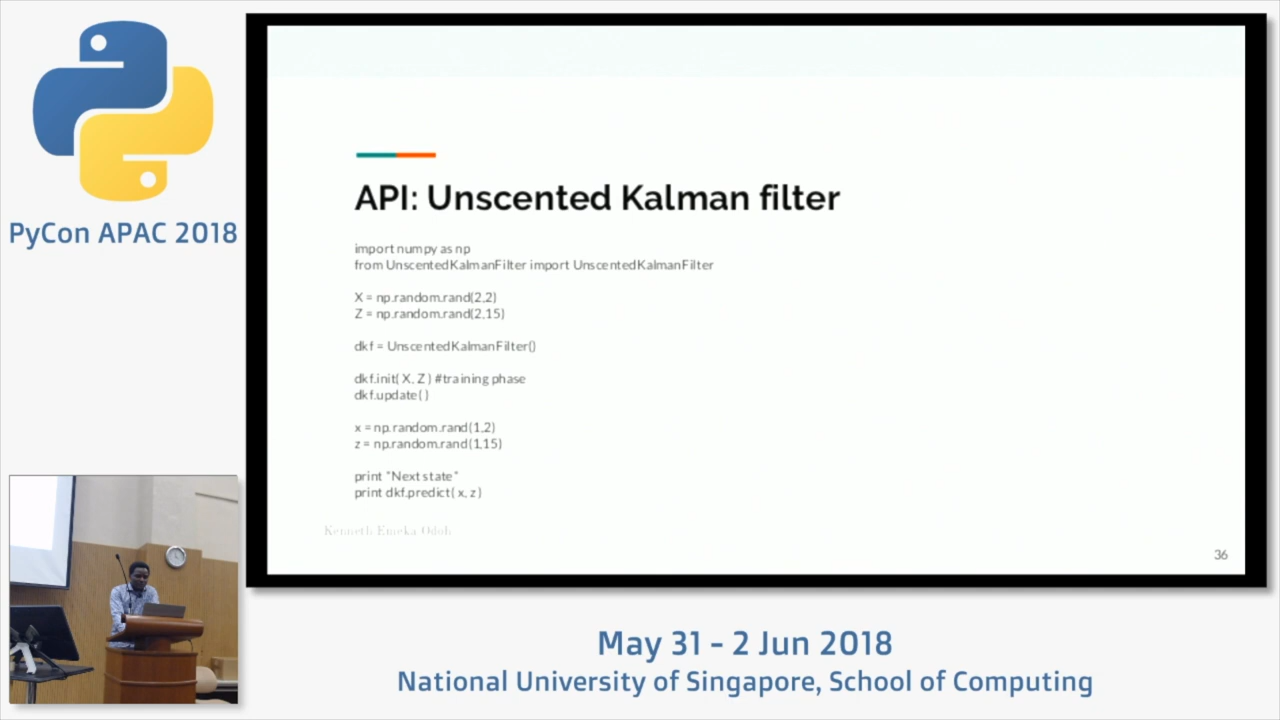 PyCon APAC 2018
API: Unscented Kalman filter
import numpy as np
from UnscentedKalmanFilter import UnscentedKalmanFilter
X = np.random.rand(2,2)
Z = np.random.rand(2,15)
dkf = UnscentedKalmanFilter()
dkf.init( X, Z ) #training phase
dkf.update( )
x = np.random.rand(1,2)
z = np.random.rand(1,15)
print "Next state"
print dkf.predict( x, z )
Kenneth Emeka Odoh
36
May 31 - 2 Jun 2018
National University of Singapore, School of Computing